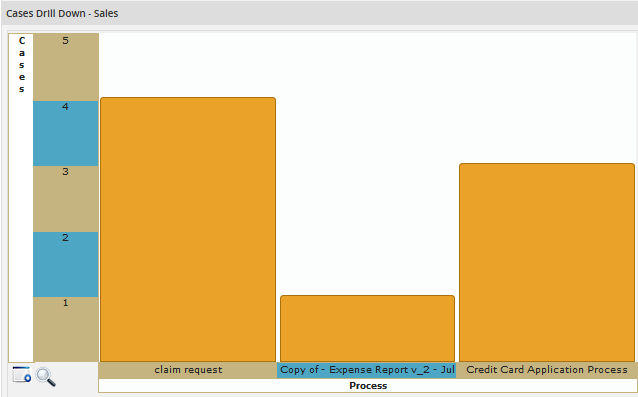 Cases Drill Down - Sales
Cases
5
4
3
2
1
claim request
Copy of - Expense Report v_2 - Jul
Credit Card Application Process
Process